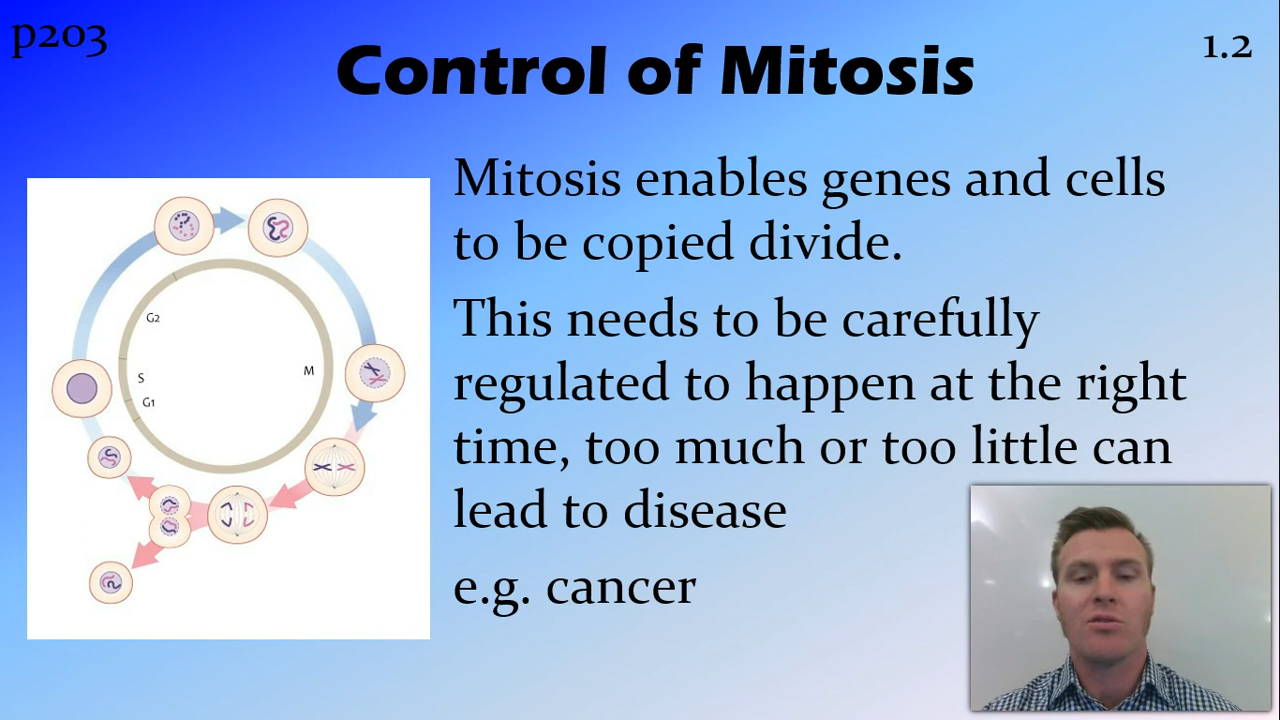 p203
1.2
Control of Mitosis
Mitosis enables genes and cells
to be copied divide.
This needs to be carefully
regulated to happen at the right
time, too much or too little can
lead to disease
e.g. cancer
G2
S
G1
M